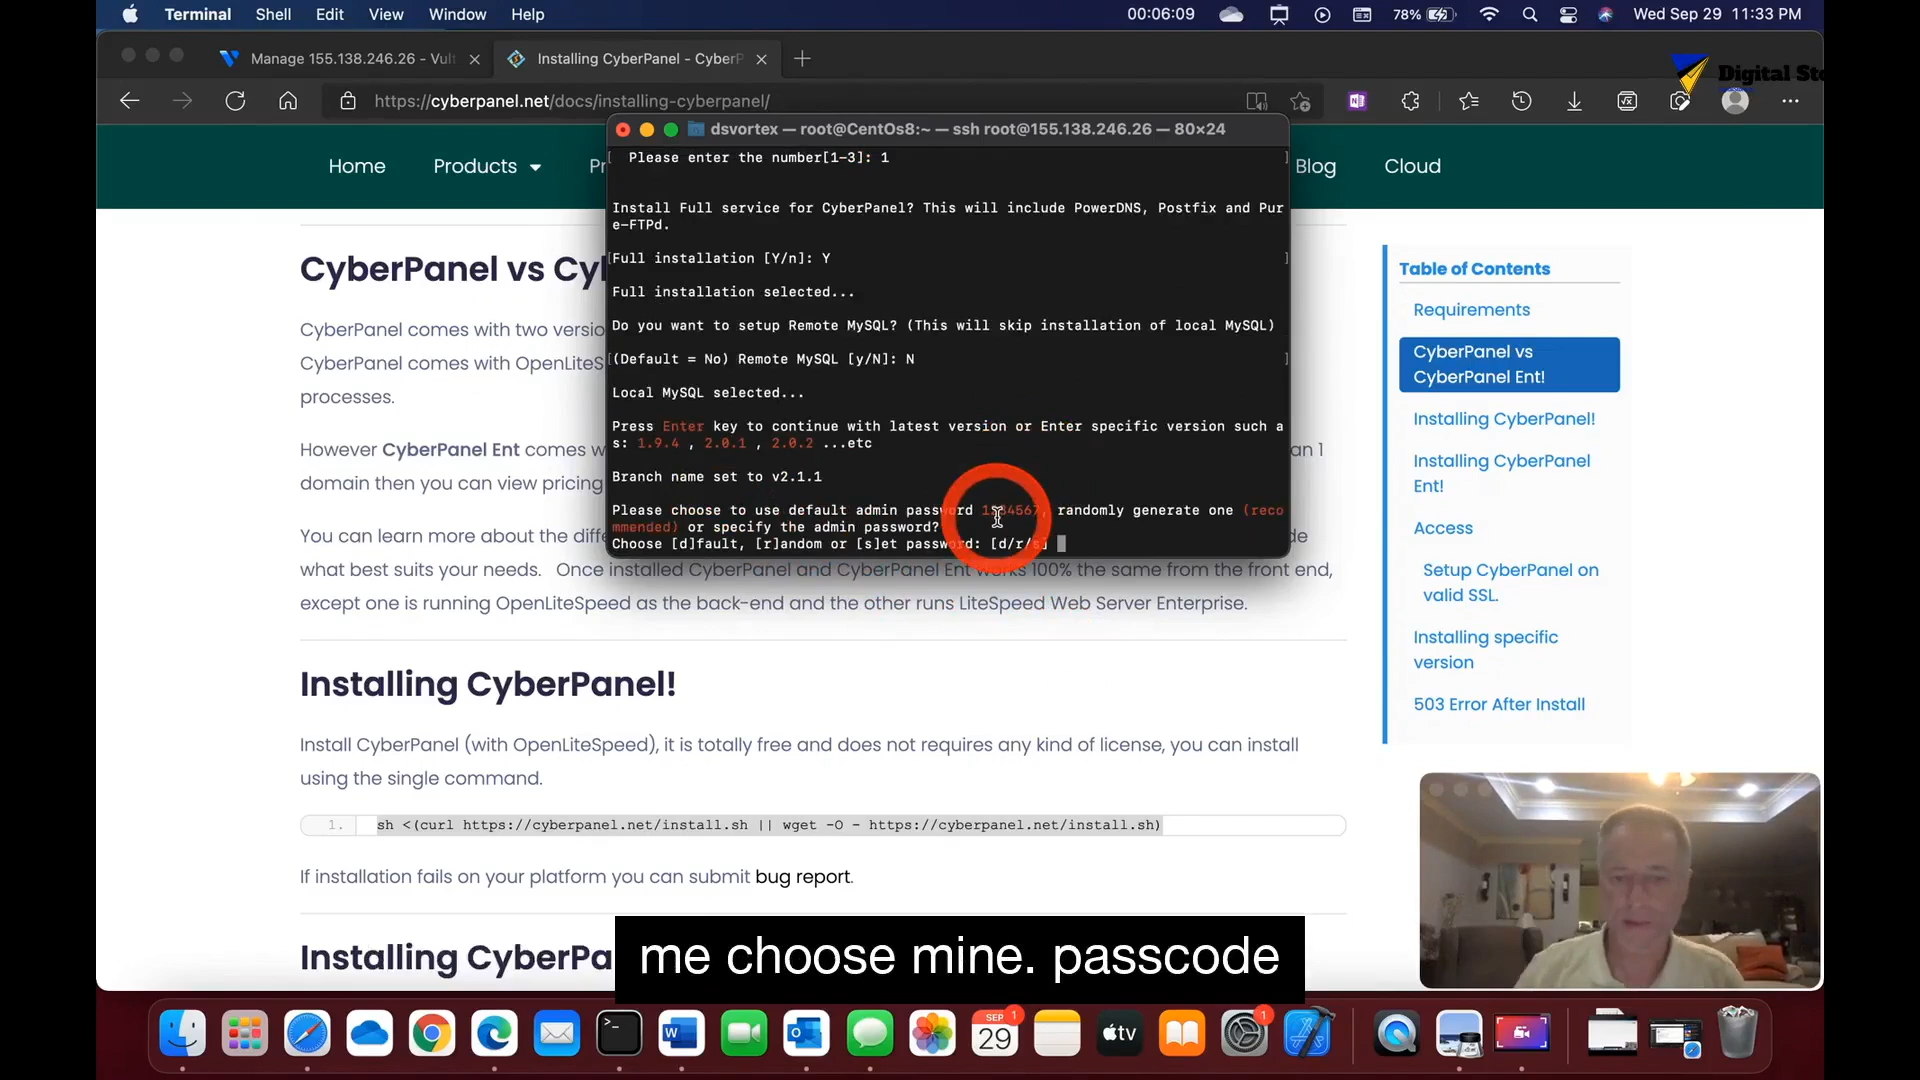 Terminal Shell Edit View Window Help 00:06:09 78% Wed Sep 29 11:33 PM
Manage 155.138.246.26 - Vult Installing CyberPanel - CyberP
Digital Sto
https://cyberpanel.net/docs/installing-cyberpanel/
dsvortex — root@CentOs8:~ — ssh root@155.138.246.26 — 80×24
Home Products Pr Blog Cloud
Please enter the number[1-3]: 1
Install Full service for CyberPanel? This will include PowerDNS, Postfix and Pur
e-FTPd.
Full installation [Y/n]: Y
Full installation selected...
Do you want to setup Remote MySQL? (This will skip installation of local MySQL)
(Default = No) Remote MySQL [y/N]: N
Local MySQL selected...
Press Enter key to continue with latest version or Enter specific version such a
s: 1.9.4 , 2.0.1 , 2.0.2 ...etc
Branch name set to v2.1.1
Please choose to use default admin password 1234567, randomly generate one (reco
mmended) or specify the admin password?
Choose [d]fault, [r]andom or [s]et password: [d/r/s]
CyberPanel vs Cy
CyberPanel comes with two versio
CyberPanel comes with OpenLiteS
processes.
However CyberPanel Ent comes w an 1
domain then you can view pricing
You can learn more about the diffe de
what best suits your needs. Once installed CyberPanel and CyberPanel Ent works 100% the same from the front end,
except one is running OpenLiteSpeed as the back-end and the other runs LiteSpeed Web Server Enterprise.
Installing CyberPanel!
Install CyberPanel (with OpenLiteSpeed), it is totally free and does not requires any kind of license, you can install
using the single command.
1. sh <(curl https://cyberpanel.net/install.sh || wget -O - https://cyberpanel.net/install.sh)
If installation fails on your platform you can submit bug report.
Installing CyberPa
Table of Contents
Requirements
CyberPanel vs
CyberPanel Ent!
Installing CyberPanel!
Installing CyberPanel
Ent!
Access
Setup CyberPanel on
valid SSL.
Installing specific
version
503 Error After Install
me choose mine. passcode
SEP 1
29
tv
1